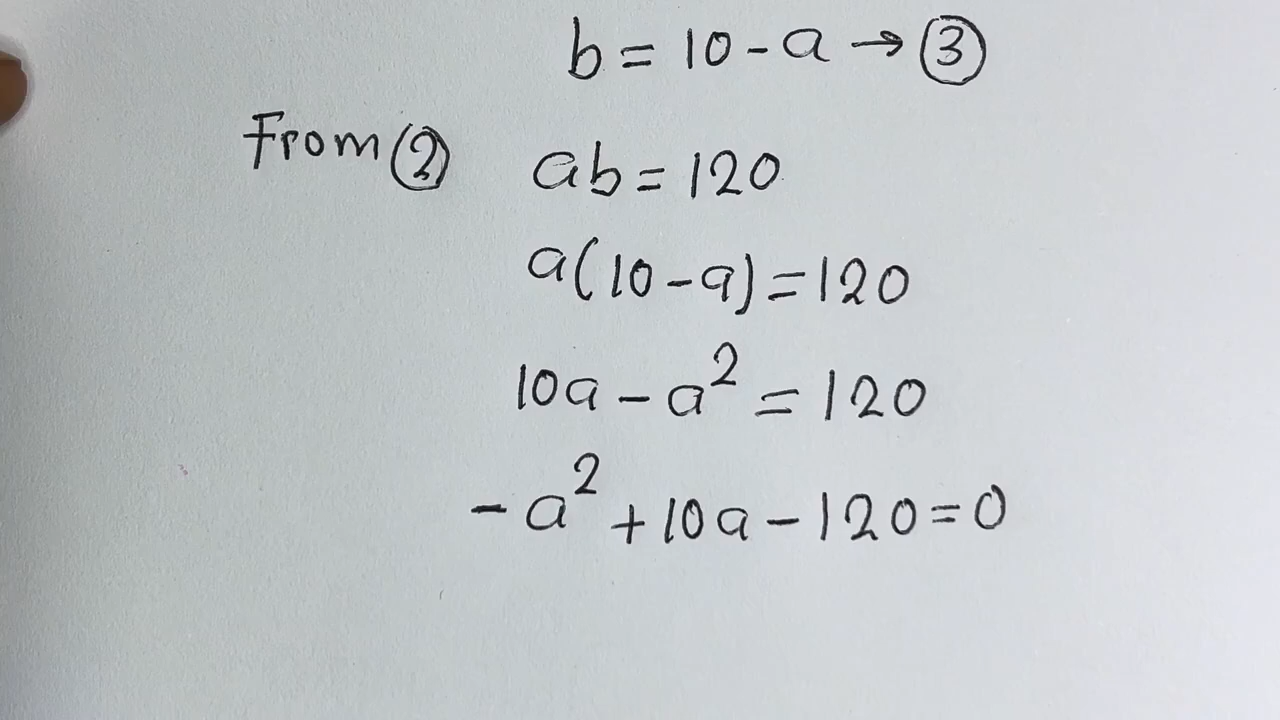 b = 10 - a → ③
From ② ab = 120
a(10 - a) = 120
10a - a² = 120
- a² + 10a - 120 = 0